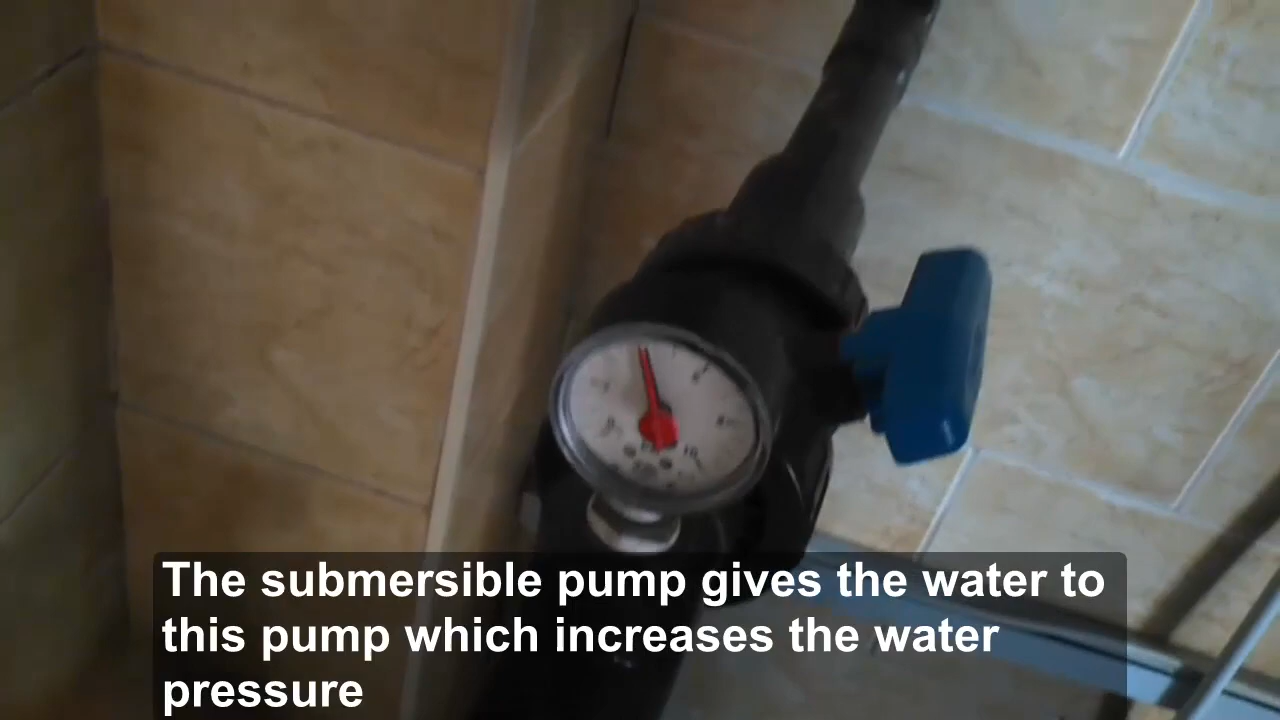 The submersible pump gives the water to
this pump which increases the water
pressure